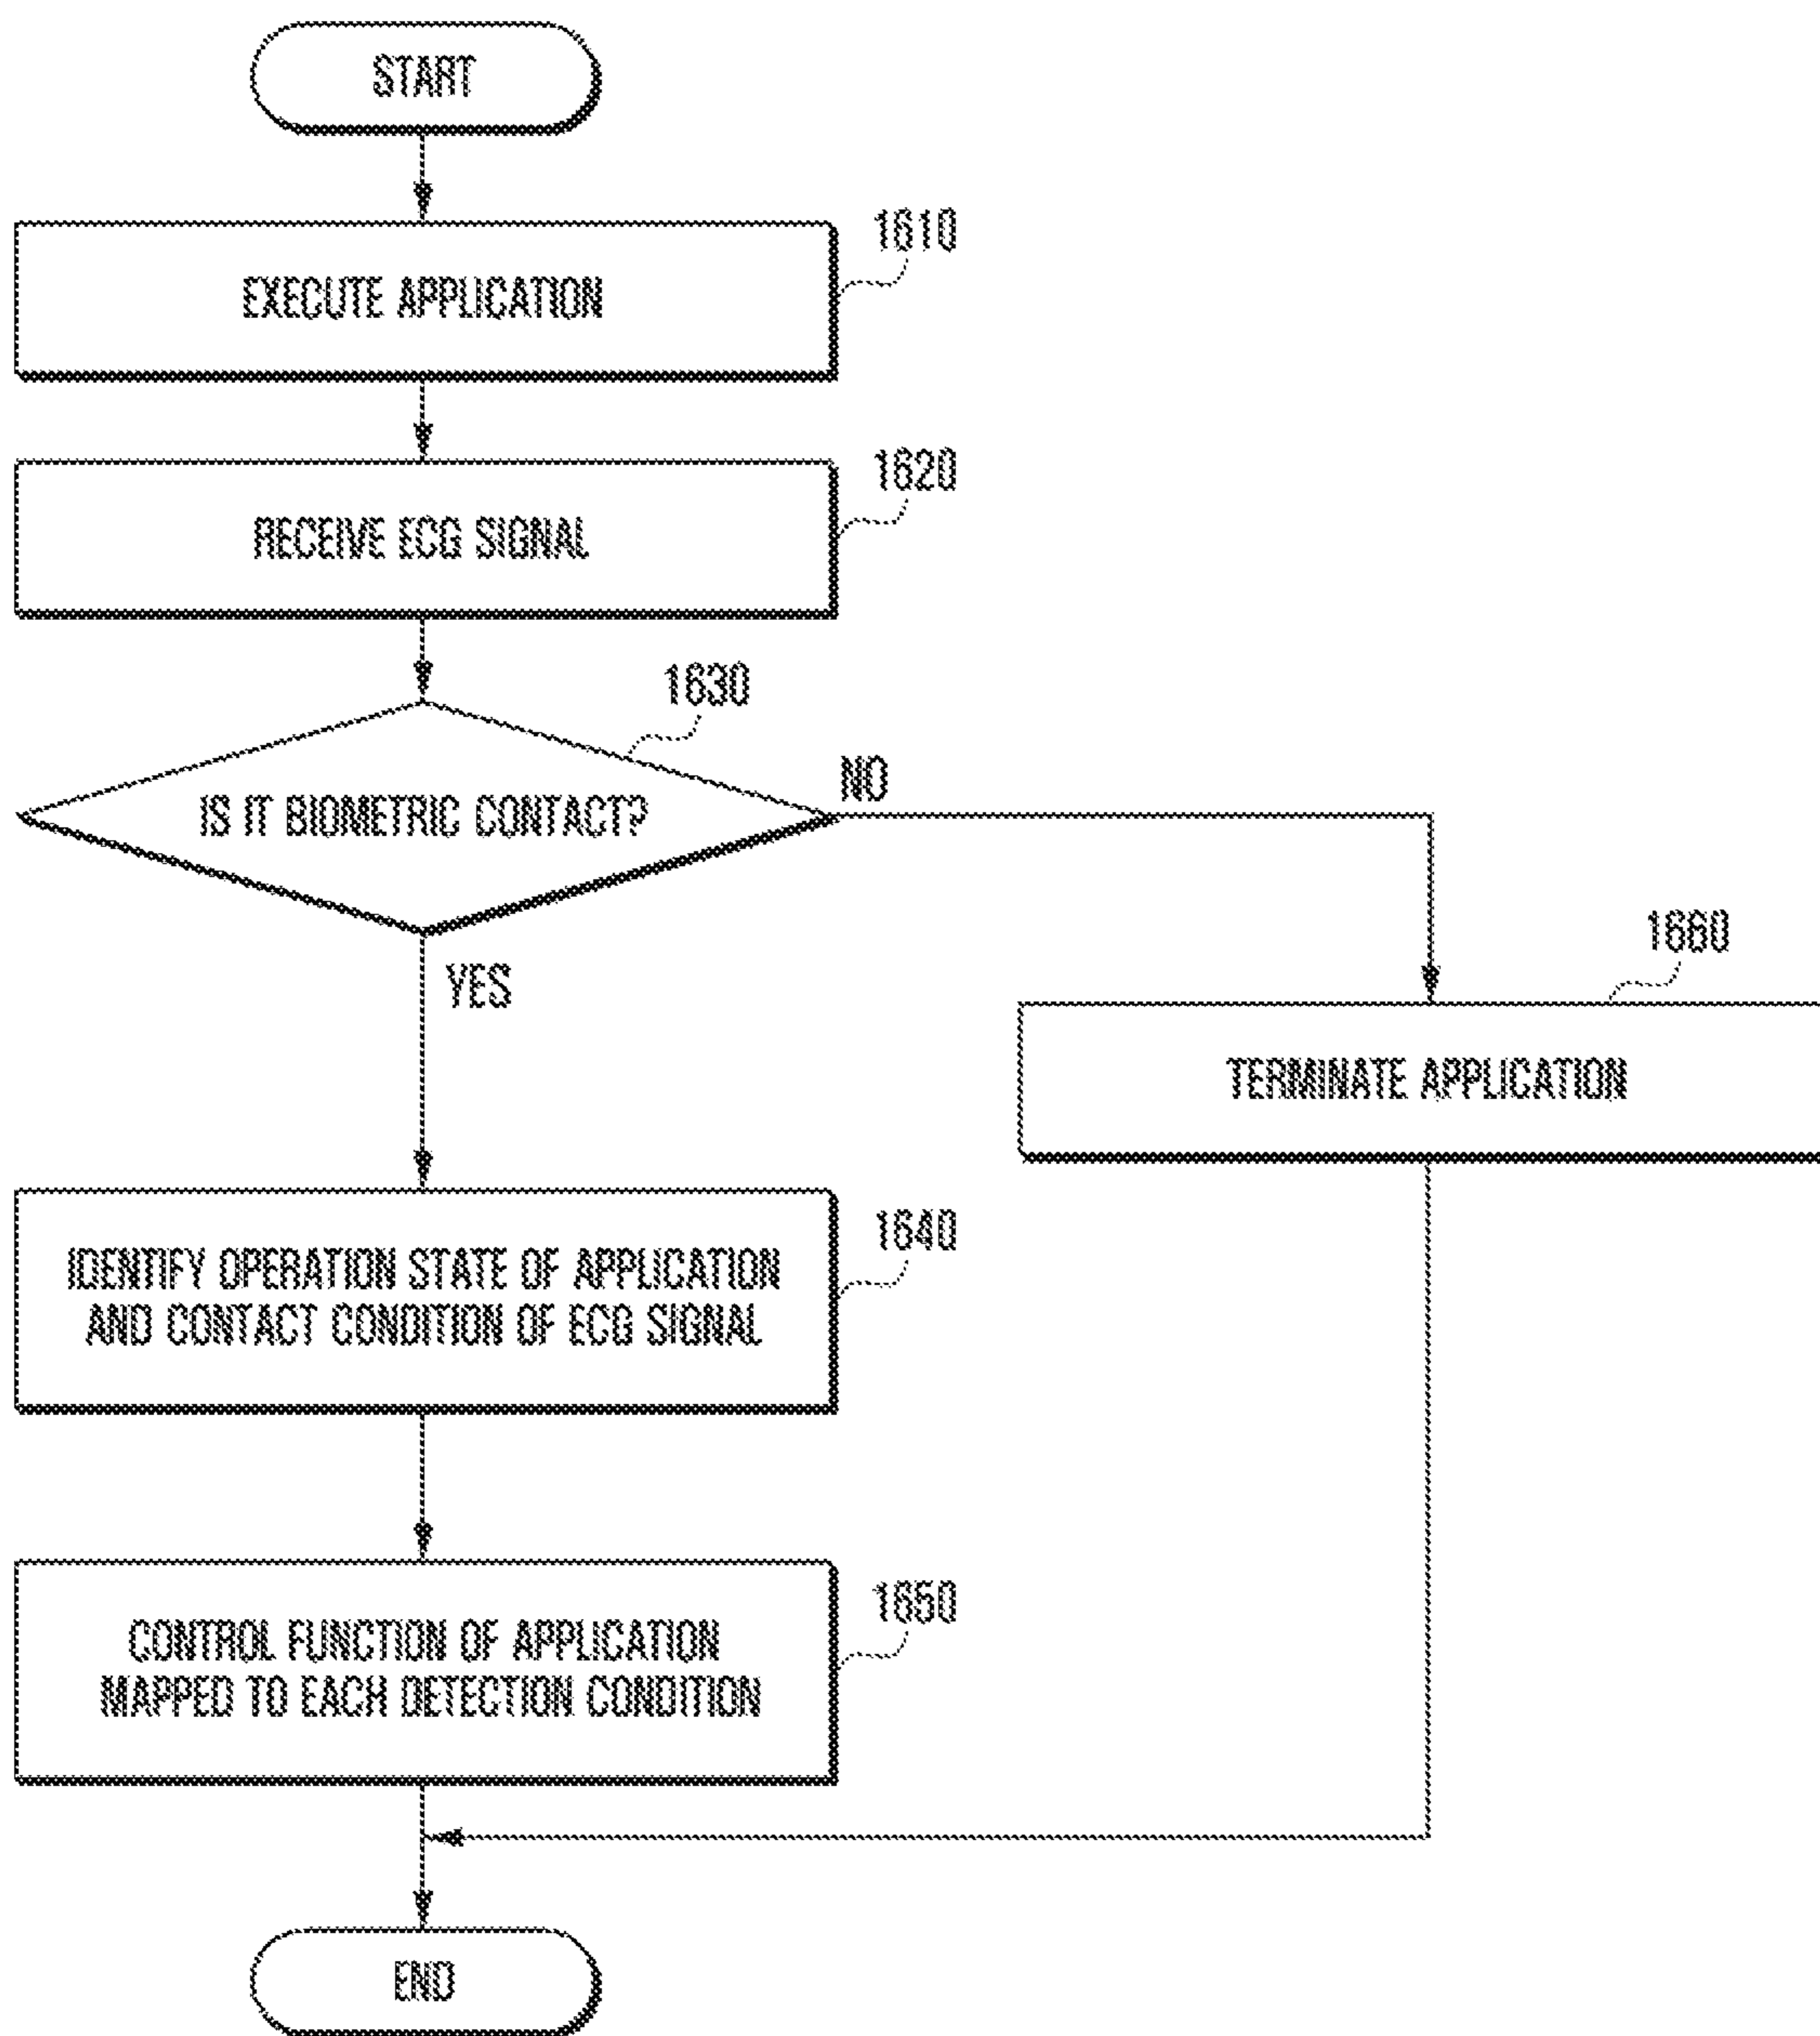 START
1610
EXECUTE APPLICATION
1620
RECEIVE ECG SIGNAL
1630
IS IT BIOMETRIC CONTACT?
NO
YES
1660
TERMINATE APPLICATION
1640
IDENTIFY OPERATION STATE OF APPLICATION
AND CONTACT CONDITION OF ECG SIGNAL
1650
CONTROL FUNCTION OF APPLICATION
MAPPED TO EACH DETECTION CONDITION
END